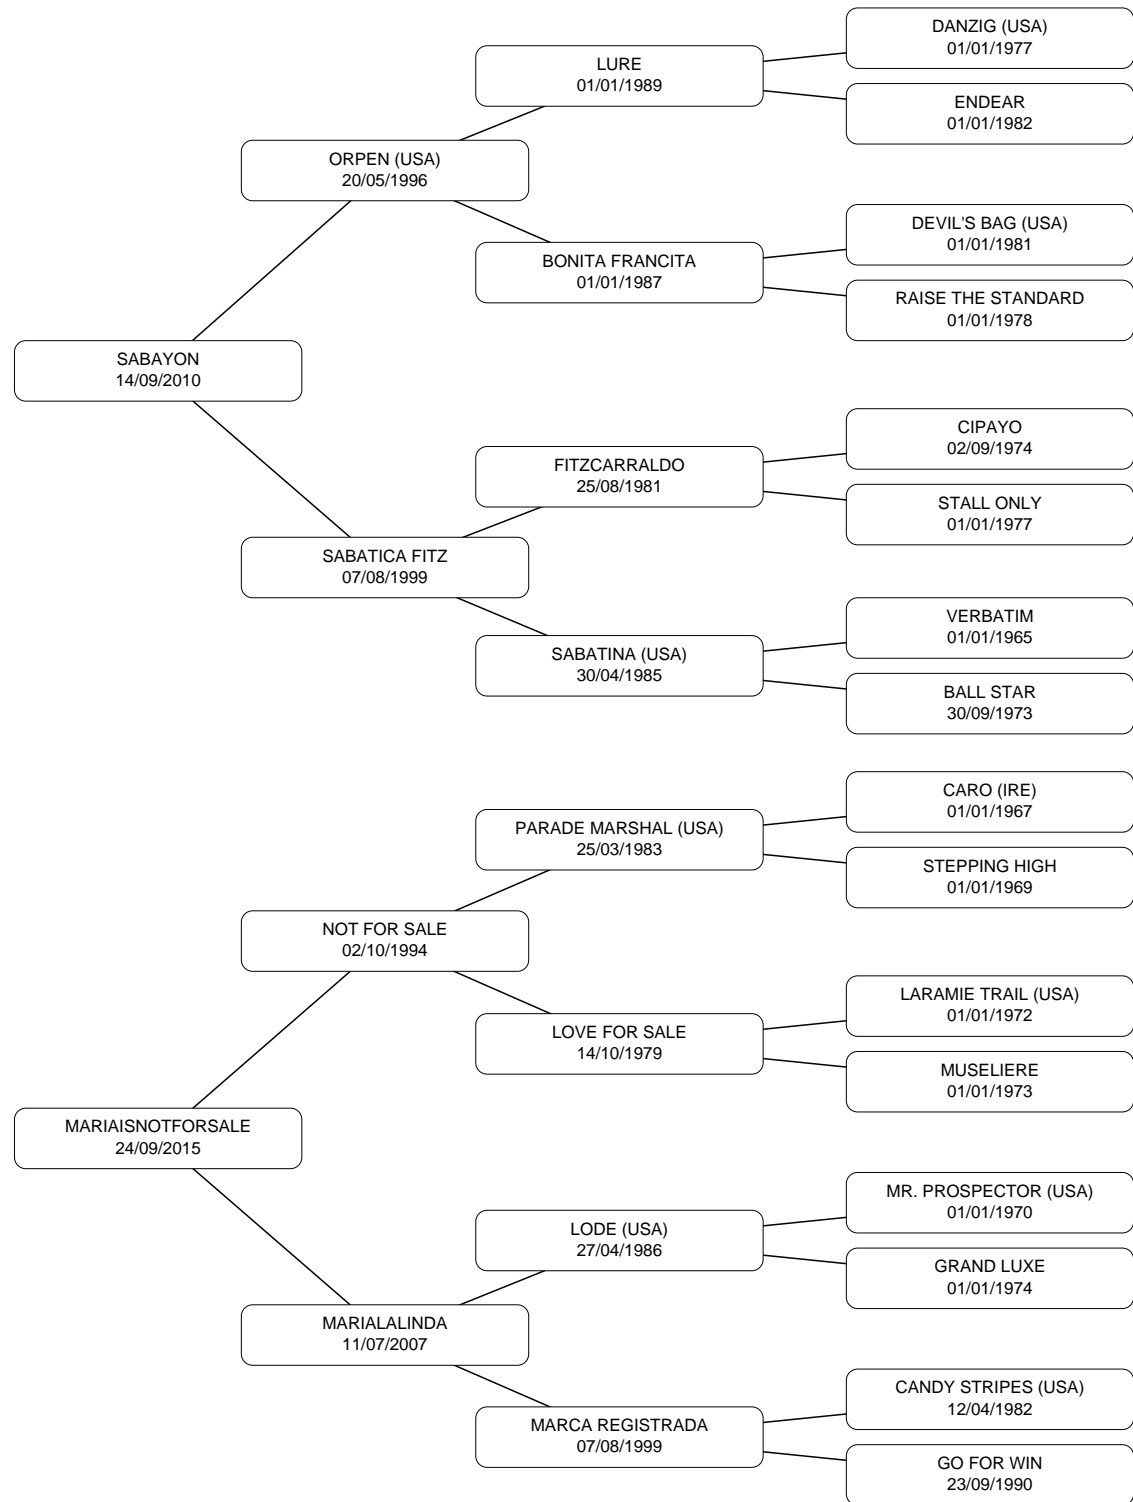 DANZIG (USA)
01/01/1977
LURE
01/01/1989
ENDEAR
01/01/1982
ORPEN (USA)
20/05/1996
DEVIL'S BAG (USA)
01/01/1981
BONITA FRANCITA
01/01/1987
RAISE THE STANDARD
01/01/1978
SABAYON
14/09/2010
CIPAYO
02/09/1974
FITZCARRALDO
25/08/1981
STALL ONLY
01/01/1977
SABATICA FITZ
07/08/1999
VERBATIM
01/01/1965
SABATINA (USA)
30/04/1985
BALL STAR
30/09/1973
CARO (IRE)
01/01/1967
PARADE MARSHAL (USA)
25/03/1983
STEPPING HIGH
01/01/1969
NOT FOR SALE
02/10/1994
LARAMIE TRAIL (USA)
01/01/1972
LOVE FOR SALE
14/10/1979
MUSELIERE
01/01/1973
MARIAISNOTFORSALE
24/09/2015
MR. PROSPECTOR (USA)
01/01/1970
LODE (USA)
27/04/1986
GRAND LUXE
01/01/1974
MARIALALINDA
11/07/2007
CANDY STRIPES (USA)
12/04/1982
MARCA REGISTRADA
07/08/1999
GO FOR WIN
23/09/1990